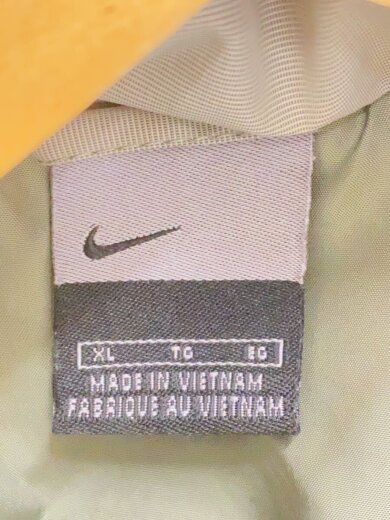 XL TG EG
MADE IN VIETNAM
FABRIQUE AU VIETNAM